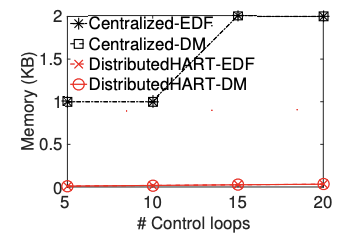 2
Centralized-EDF
Centralized-DM
1.5
DistributedHART-EDF
1
DistributedHART-DM
0.5
0
Memory (KB)
5 10 15 20
# Control loops